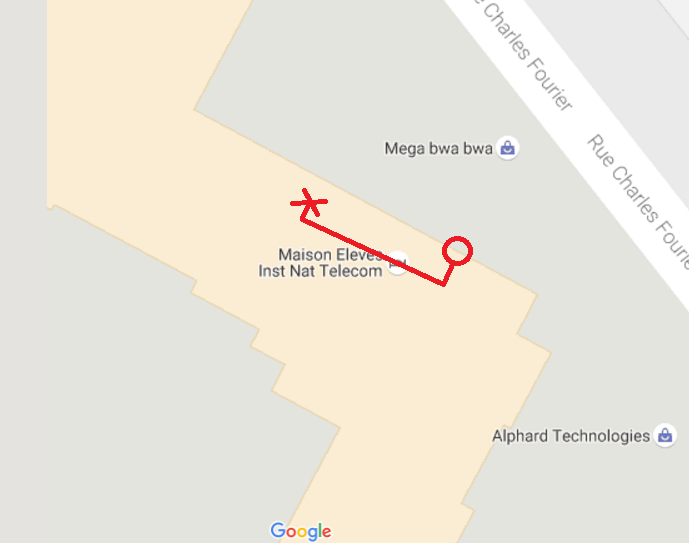 Rue Charles Fourier
Rue Charles Fourie
Mega bwa bwa
Maison Eleves
Inst Nat Telecom
Alphard Technologies
Google